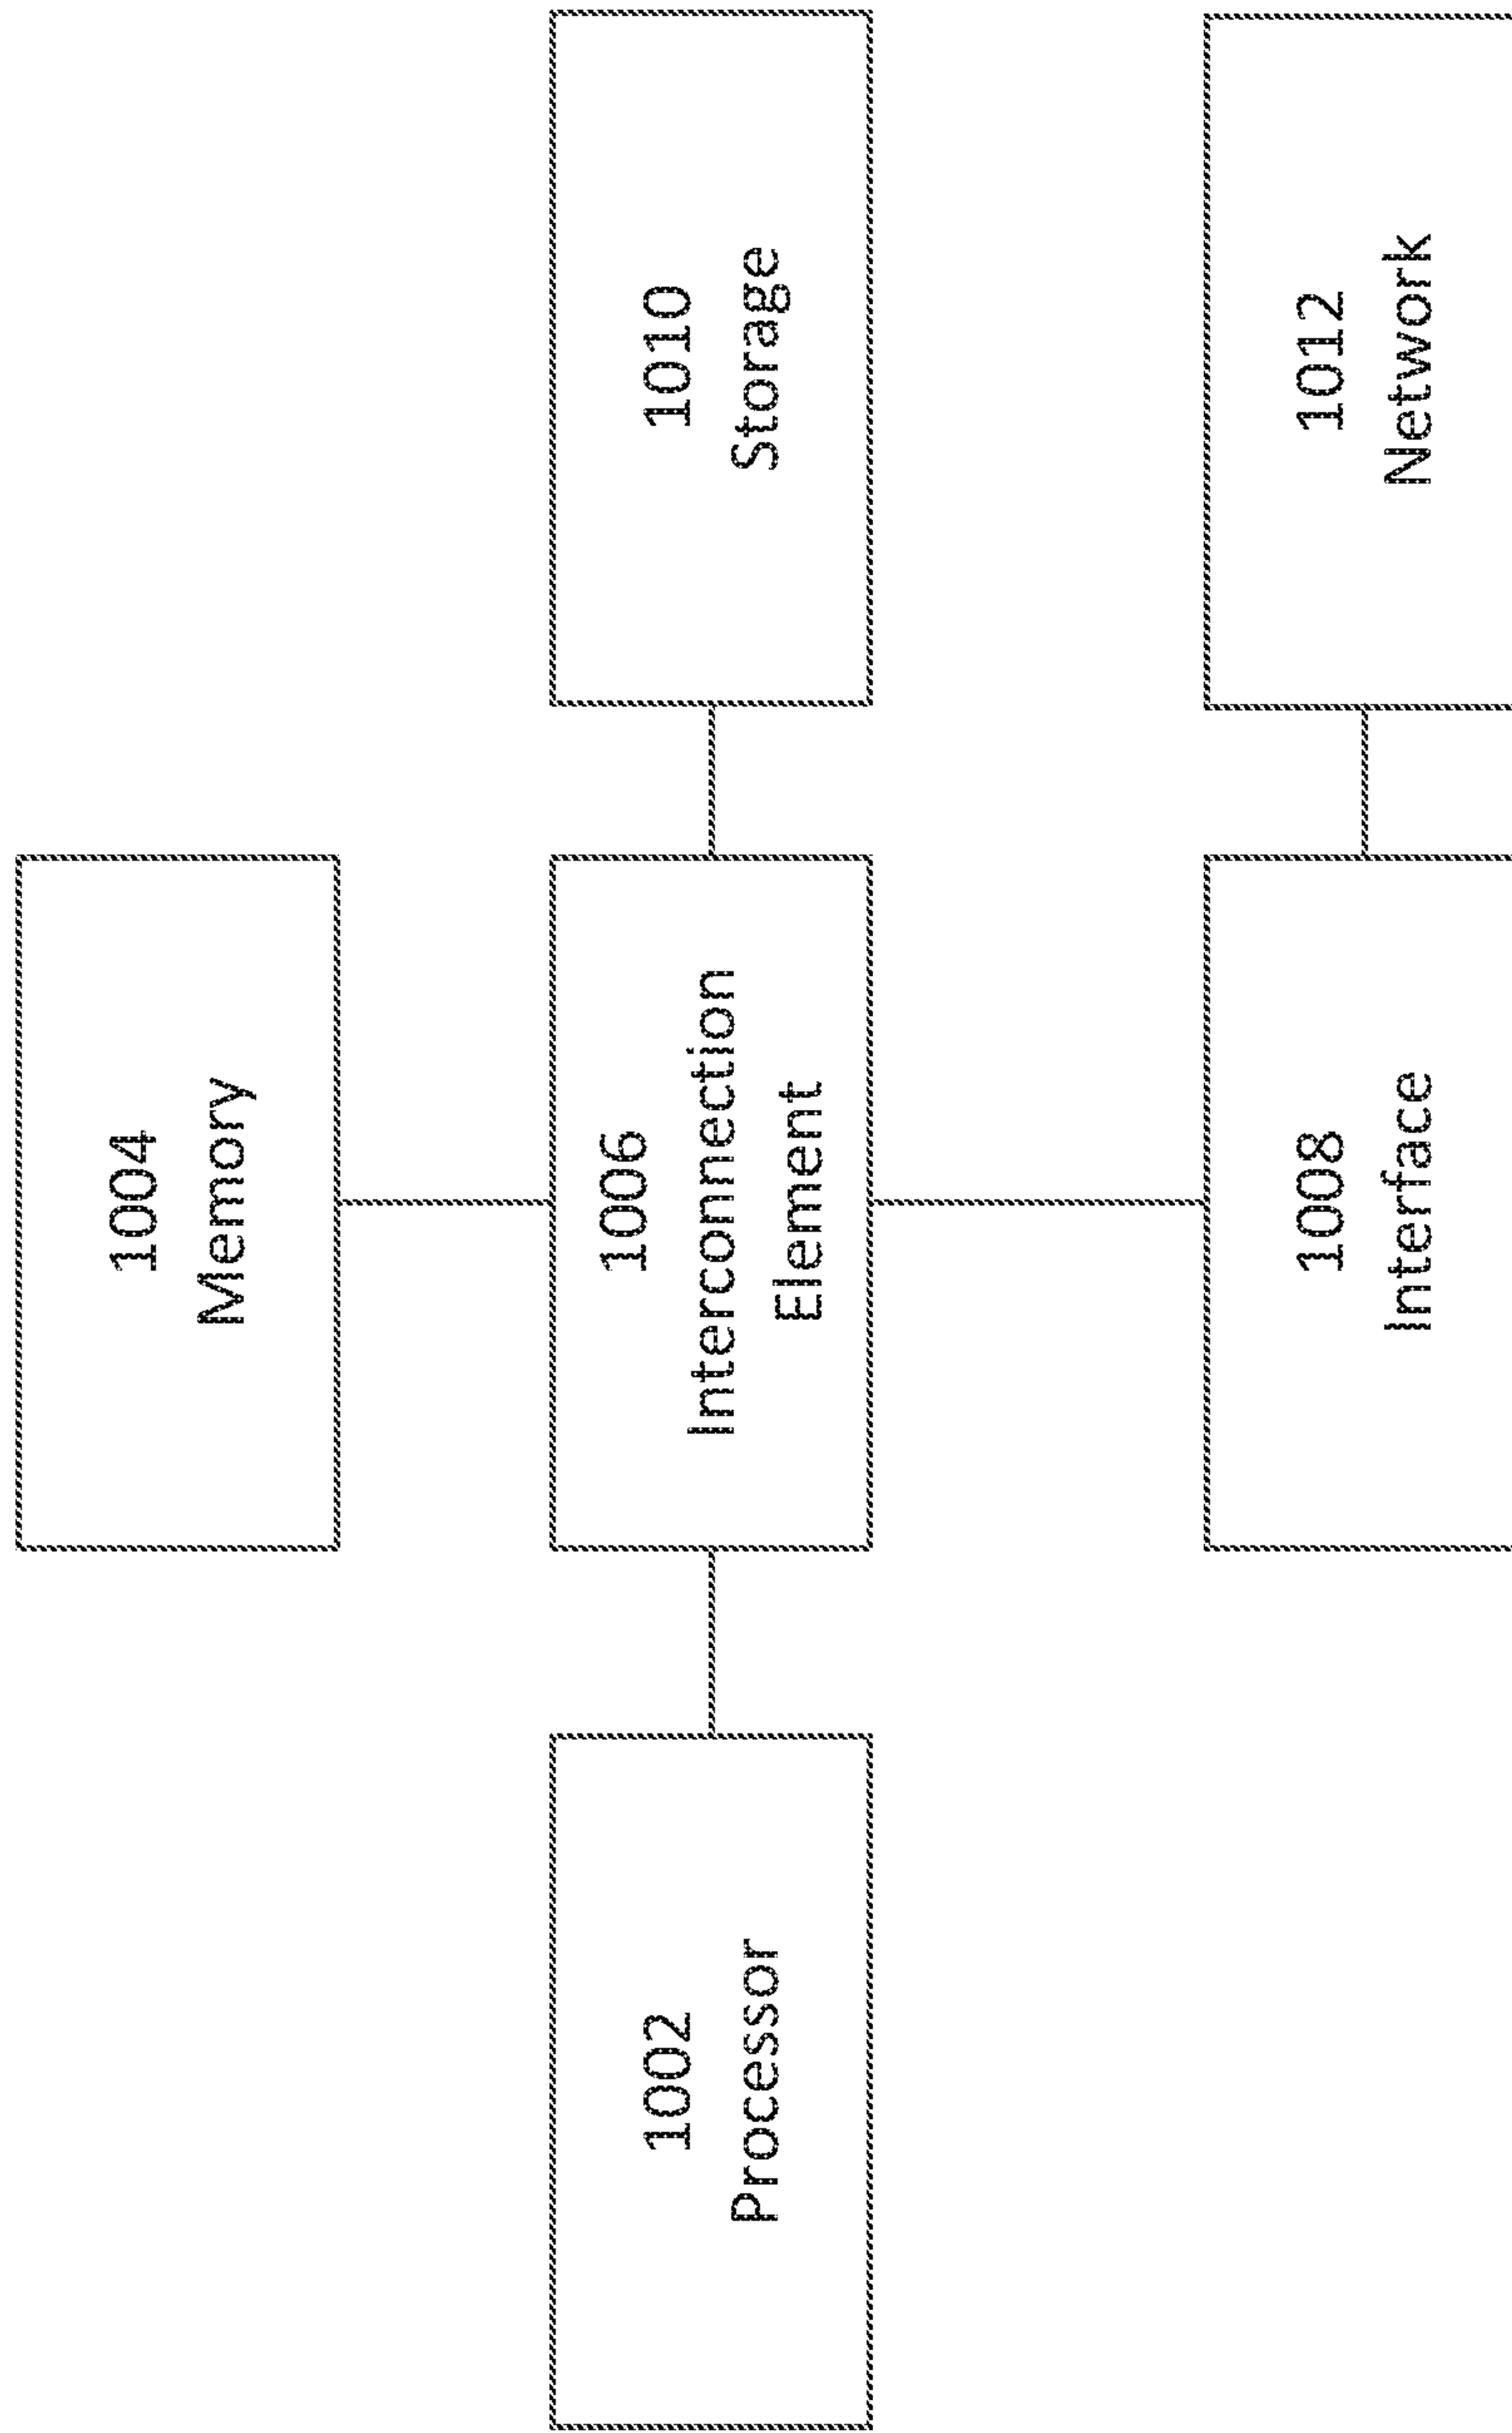 1004
Memory
1002
Processor
1006
Interconnection
Element
1010
Storage
1008
Interface
1012
Network